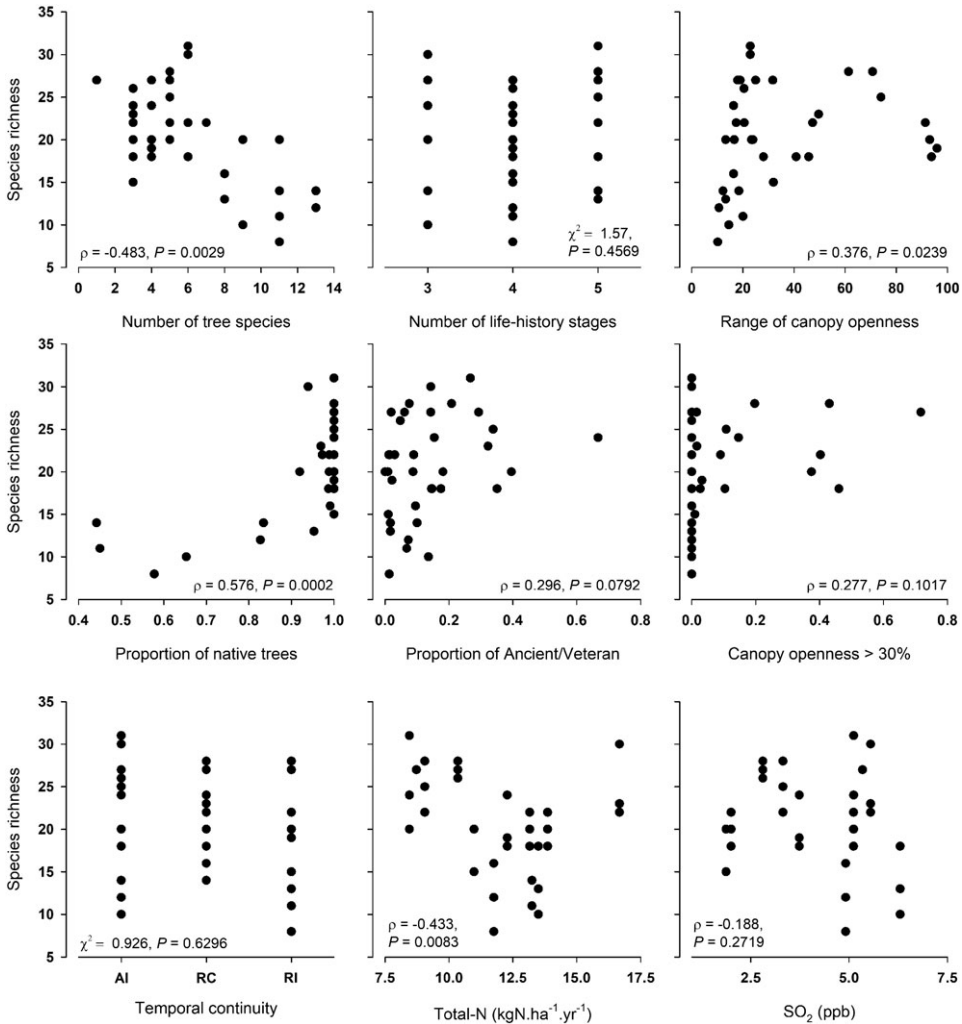 35
30
25
20
15
10
5
Species richness
ρ = -0.483, P = 0.0029
0 2 4 6 8 10 12 14
Number of tree species
χ² = 1.57,
P = 0.4569
3 4 5
Number of life-history stages
ρ = 0.376, P = 0.0239
0 20 40 60 80 100
Range of canopy openness
35
30
25
20
15
10
5
Species richness
ρ = 0.576, P = 0.0002
0.4 0.5 0.6 0.7 0.8 0.9 1.0
Proportion of native trees
ρ = 0.296, P = 0.0792
0.0 0.2 0.4 0.6 0.8
Proportion of Ancient/Veteran
ρ = 0.277, P = 0.1017
0.0 0.2 0.4 0.6 0.8
Canopy openness > 30%
35
30
25
20
15
10
5
Species richness
χ² = 0.926, P = 0.6296
AI RC RI
Temporal continuity
ρ = -0.433,
P = 0.0083
7.5 10.0 12.5 15.0 17.5
Total-N (kgN.ha⁻¹.yr⁻¹)
ρ = -0.188,
P = 0.2719
2.5 5.0 7.5
SO₂ (ppb)